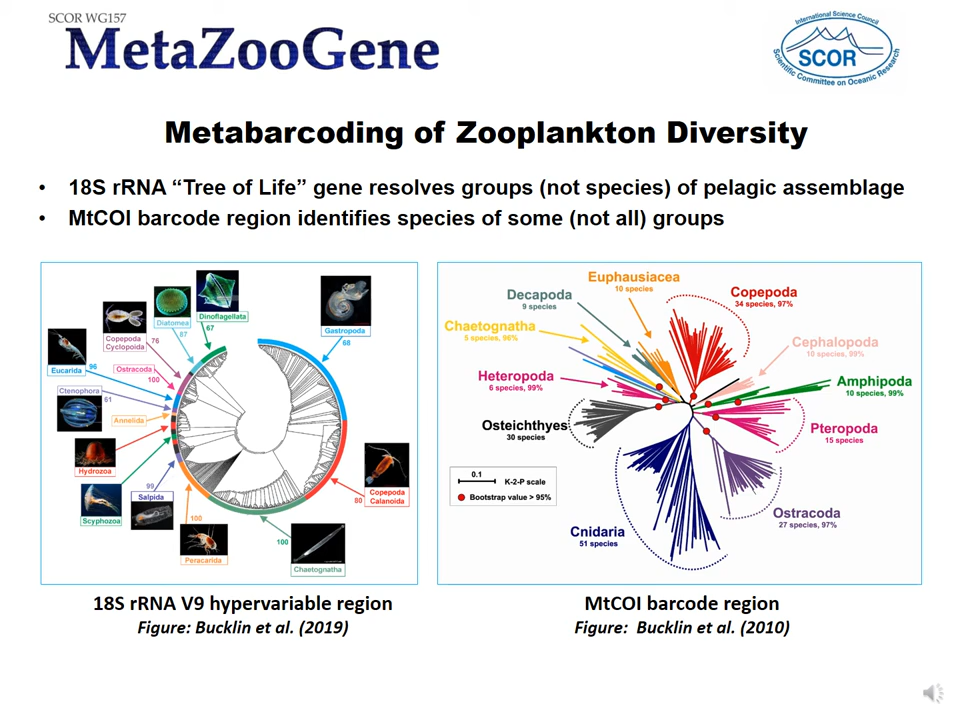 SCOR WG157
MetaZooGene
International Science Council
SCOR
Scientific Committee on Oceanic Research
Metabarcoding of Zooplankton Diversity
• 18S rRNA “Tree of Life” gene resolves groups (not species) of pelagic assemblage
• MtCOI barcode region identifies species of some (not all) groups
Dinoflagellata
67
Diatomea
87
Gastropoda
68
Copepoda
Cyclopoida
76
Eucarida
96
Ostracoda
100
Ctenophora
61
Annelida
Hydrozoa
Scyphozoa
99
Salpida
100
Peracarida
100
Chaetognatha
Copepoda
Calanoida
80
Euphausiacea
10 species
Decapoda
9 species
Copepoda
34 species, 97%
Chaetognatha
5 species, 96%
Cephalopoda
10 species, 99%
Heteropoda
6 species, 99%
Amphipoda
10 species, 99%
Osteichthyes
30 species
Pteropoda
15 species
0.1
K-2-P scale
Bootstrap value > 95%
Ostracoda
27 species, 97%
Cnidaria
51 species
18S rRNA V9 hypervariable region
Figure: Bucklin et al. (2019)
MtCOI barcode region
Figure: Bucklin et al. (2010)